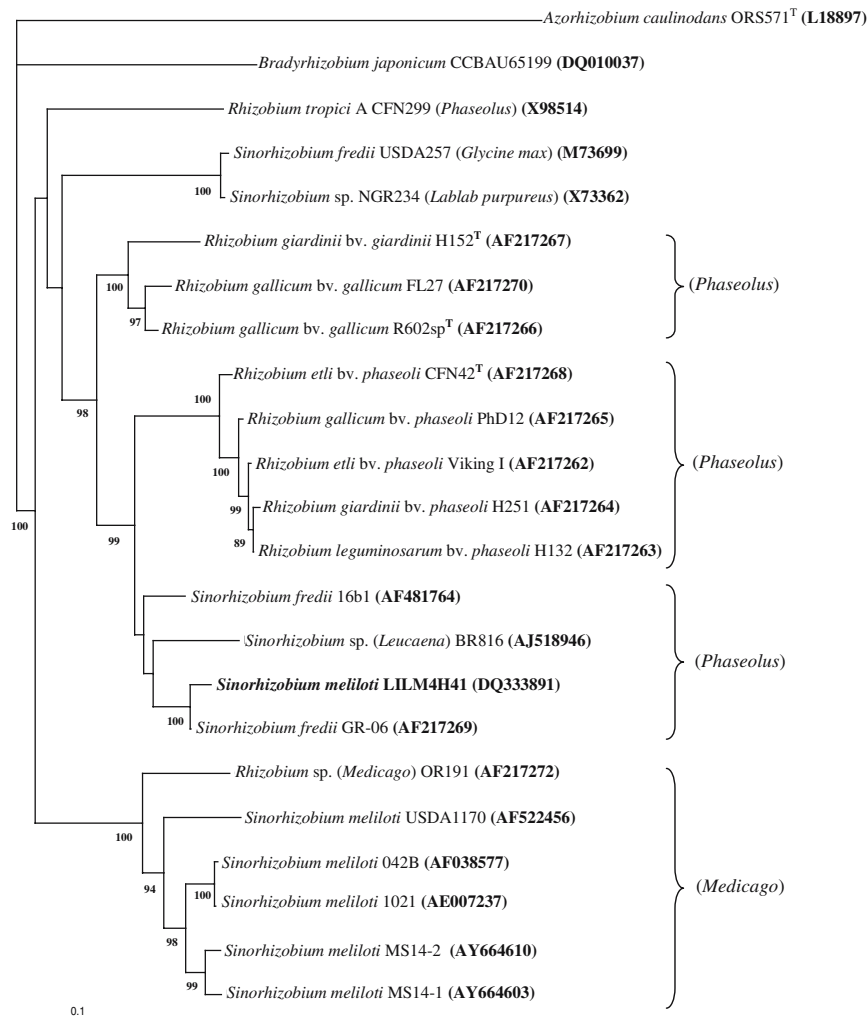 Azorhizobium caulinodans ORS571T (L18897)
Bradyrhizobium japonicum CCBAU65199 (DQ010037)
Rhizobium tropici A CFN299 (Phaseolus) (X98514)
Sinorhizobium fredii USDA257 (Glycine max) (M73699)
100
Sinorhizobium sp. NGR234 (Lablab purpureus) (X73362)
Rhizobium giardinii bv. giardinii H152T (AF217267)
100
Rhizobium gallicum bv. gallicum FL27 (AF217270)
(Phaseolus)
97
Rhizobium gallicum bv. gallicum R602spT (AF217266)
Rhizobium etli bv. phaseoli CFN42T (AF217268)
100
98
Rhizobium gallicum bv. phaseoli PhD12 (AF217265)
100
Rhizobium etli bv. phaseoli Viking I (AF217262)
(Phaseolus)
99
Rhizobium giardinii bv. phaseoli H251 (AF217264)
100
99
89
Rhizobium leguminosarum bv. phaseoli H132 (AF217263)
Sinorhizobium fredii 16b1 (AF481764)
Sinorhizobium sp. (Leucaena) BR816 (AJ518946)
(Phaseolus)
Sinorhizobium meliloti LILM4H41 (DQ333891)
100
Sinorhizobium fredii GR-06 (AF217269)
Rhizobium sp. (Medicago) OR191 (AF217272)
Sinorhizobium meliloti USDA1170 (AF522456)
100
Sinorhizobium meliloti 042B (AF038577)
94
100
(Medicago)
Sinorhizobium meliloti 1021 (AE007237)
98
Sinorhizobium meliloti MS14-2 (AY664610)
99
Sinorhizobium meliloti MS14-1 (AY664603)
0.1